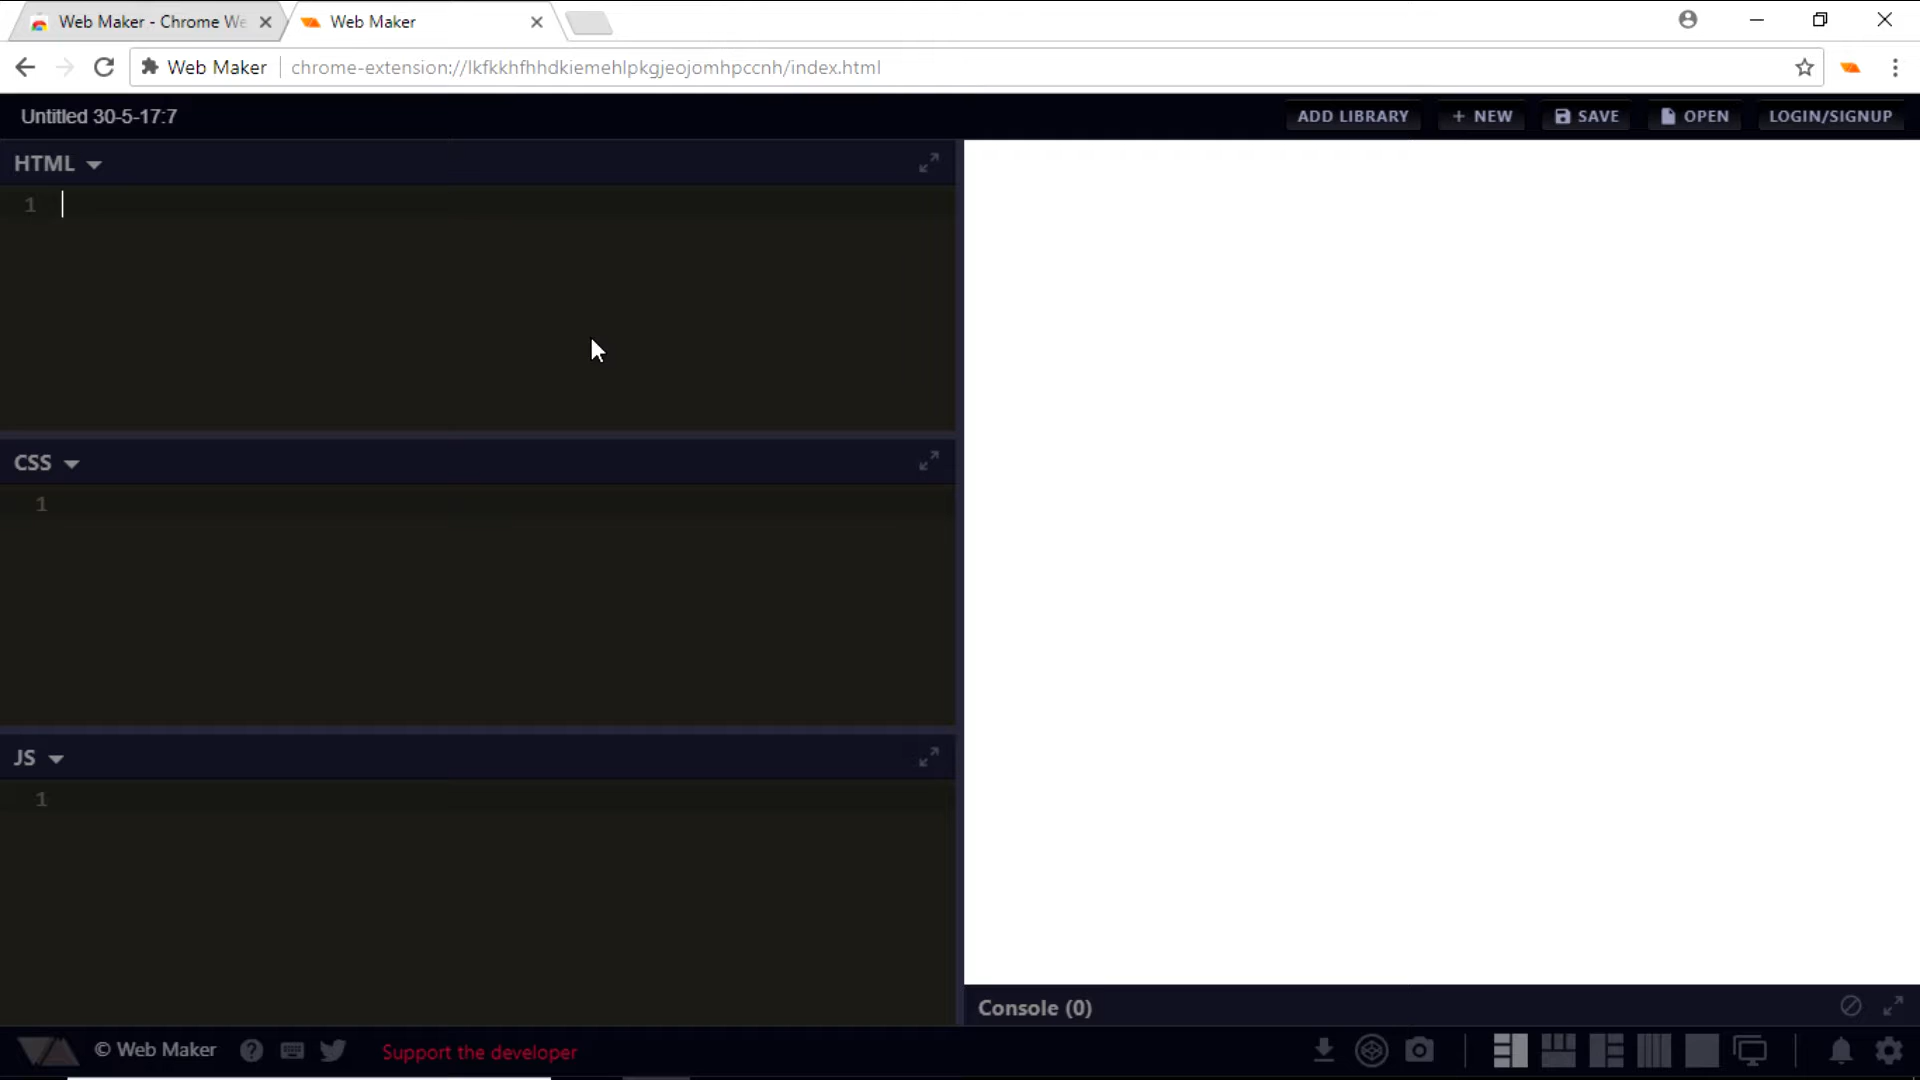 Web Maker - Chrome We
Web Maker
Web Maker
chrome-extension://lkfkkhfhhdkiemehlpkgjeojomhpccnh/index.html
Untitled 30-5-17:7
ADD LIBRARY
+ NEW
SAVE
OPEN
LOGIN/SIGNUP
HTML
1
CSS
1
JS
1
Console (0)
© Web Maker
?
Support the developer